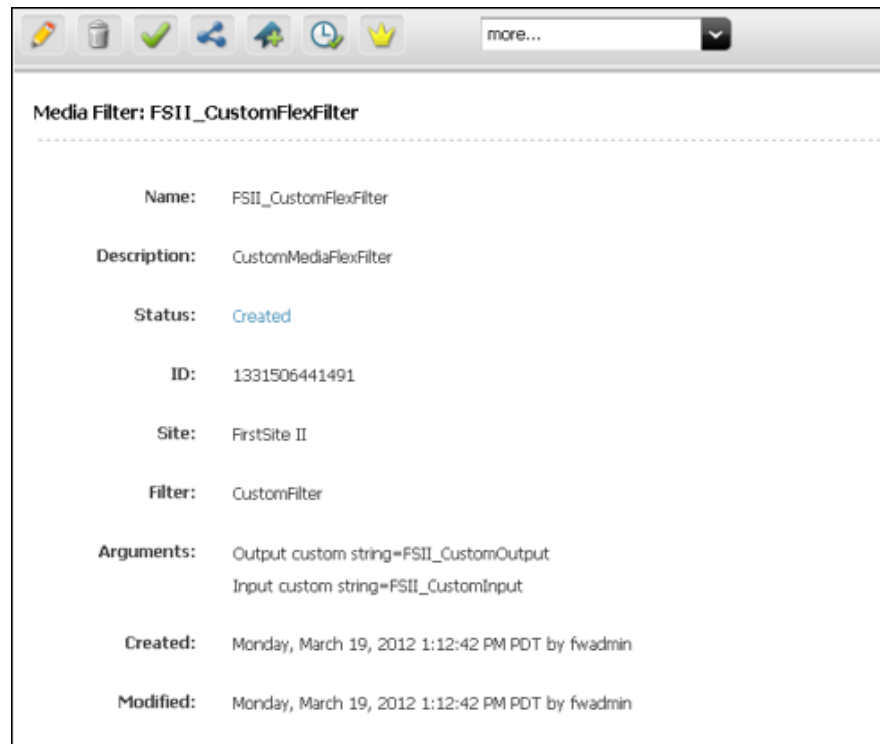 more...
Media Filter: FSII_CustomFlexFilter
Name: FSII_CustomFlexFilter
Description: CustomMediaFlexFilter
Status: Created
ID: 1331506441491
Site: FirstSite II
Filter: CustomFilter
Arguments: Output custom string=FSII_CustomOutput
Input custom string=FSII_CustomInput
Created: Monday, March 19, 2012 1:12:42 PM PDT by fwadmin
Modified: Monday, March 19, 2012 1:12:42 PM PDT by fwadmin